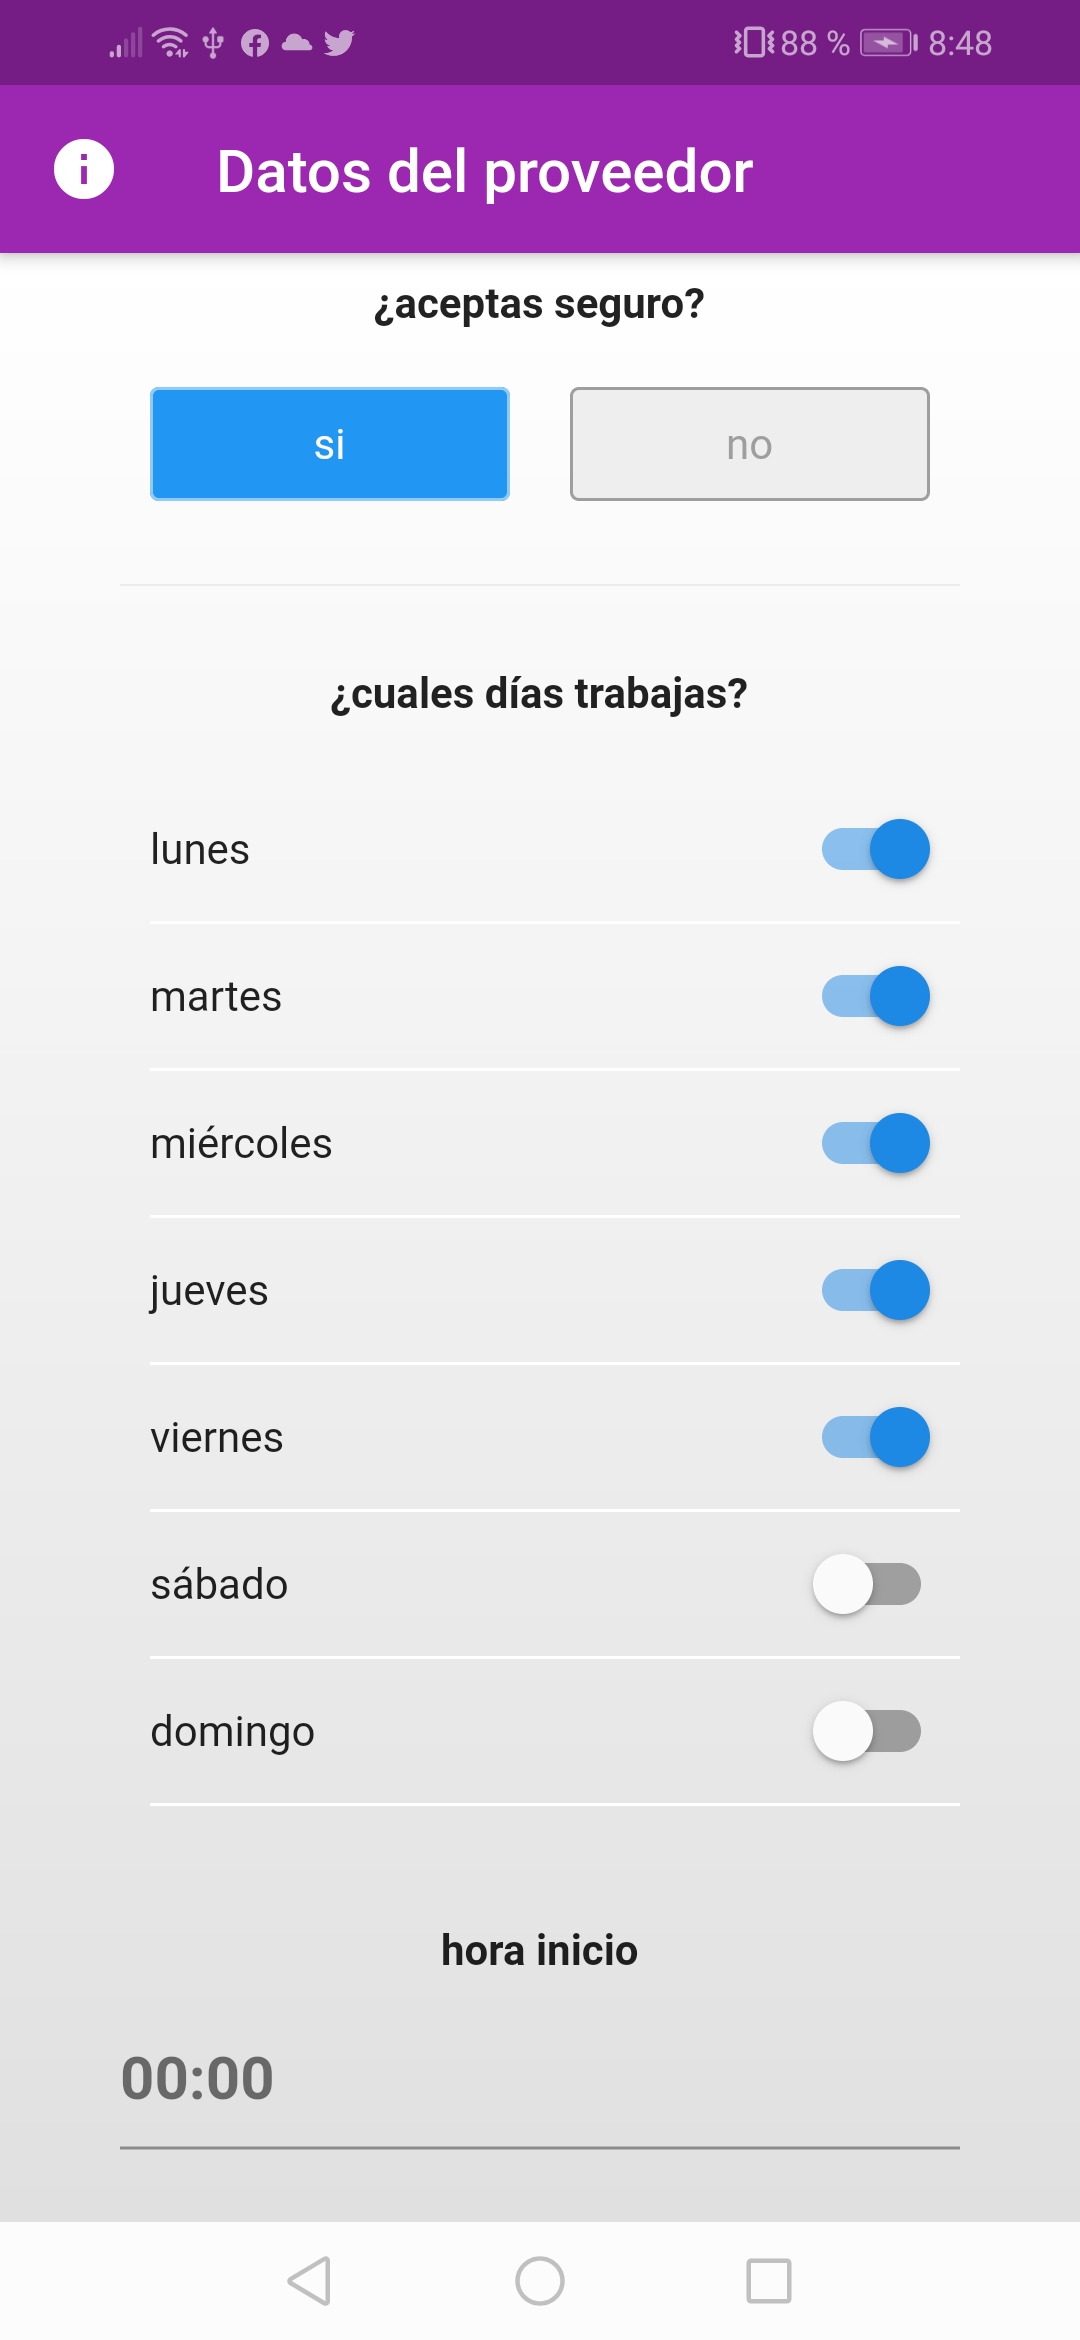 88 % 8:48
Datos del proveedor
¿aceptas seguro?
si no
¿cuales días trabajas?
lunes
martes
miércoles
jueves
viernes
sábado
domingo
hora inicio
00:00